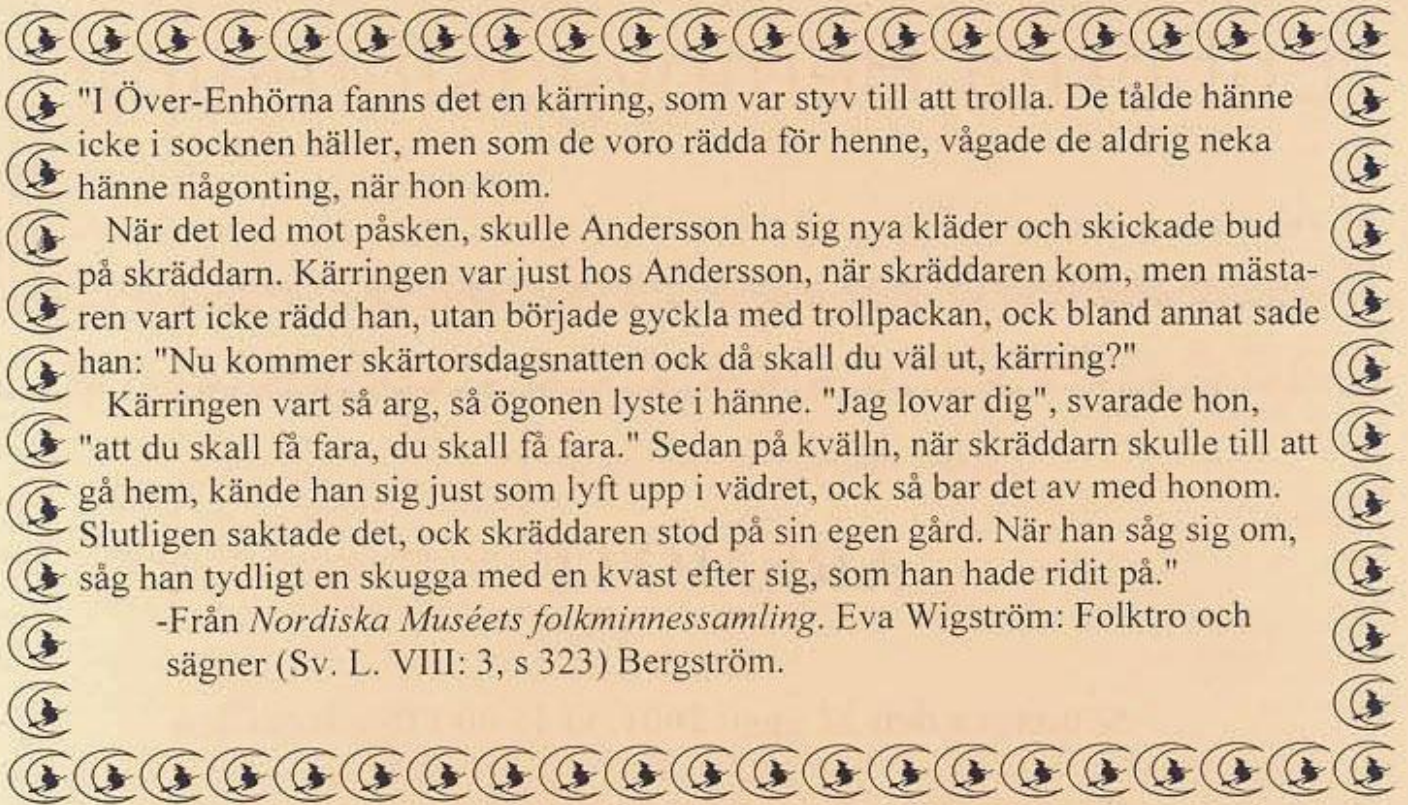 "I Över-Enhörna fanns det en kärring, som var styv till att trolla. De tålde hänne
icke i socknen häller, men som de voro rädda för henne, vågade de aldrig neka
hänne någonting, när hon kom.
När det led mot påsken, skulle Andersson ha sig nya kläder och skickade bud
på skräddarn. Kärringen var just hos Andersson, när skräddaren kom, men mästa-
ren vart icke rädd han, utan började gyckla med trollpackan, ock bland annat sade
han: "Nu kommer skärtorsdagsnatten ock då skall du väl ut, kärring?"
Kärringen vart så arg, så ögonen lyste i hänne. "Jag lovar dig", svarade hon,
"att du skall få fara, du skall få fara." Sedan på kvälln, när skräddarn skulle till att
gå hem, kände han sig just som lyft upp i vädret, ock så bar det av med honom.
Slutligen saktade det, ock skräddaren stod på sin egen gård. När han såg sig om,
såg han tydligt en skugga med en kvast efter sig, som han hade ridit på."
-Från Nordiska Muséets folkminnessamling. Eva Wigström: Folktro och
sägner (Sv. L. VIII: 3, s 323) Bergström.